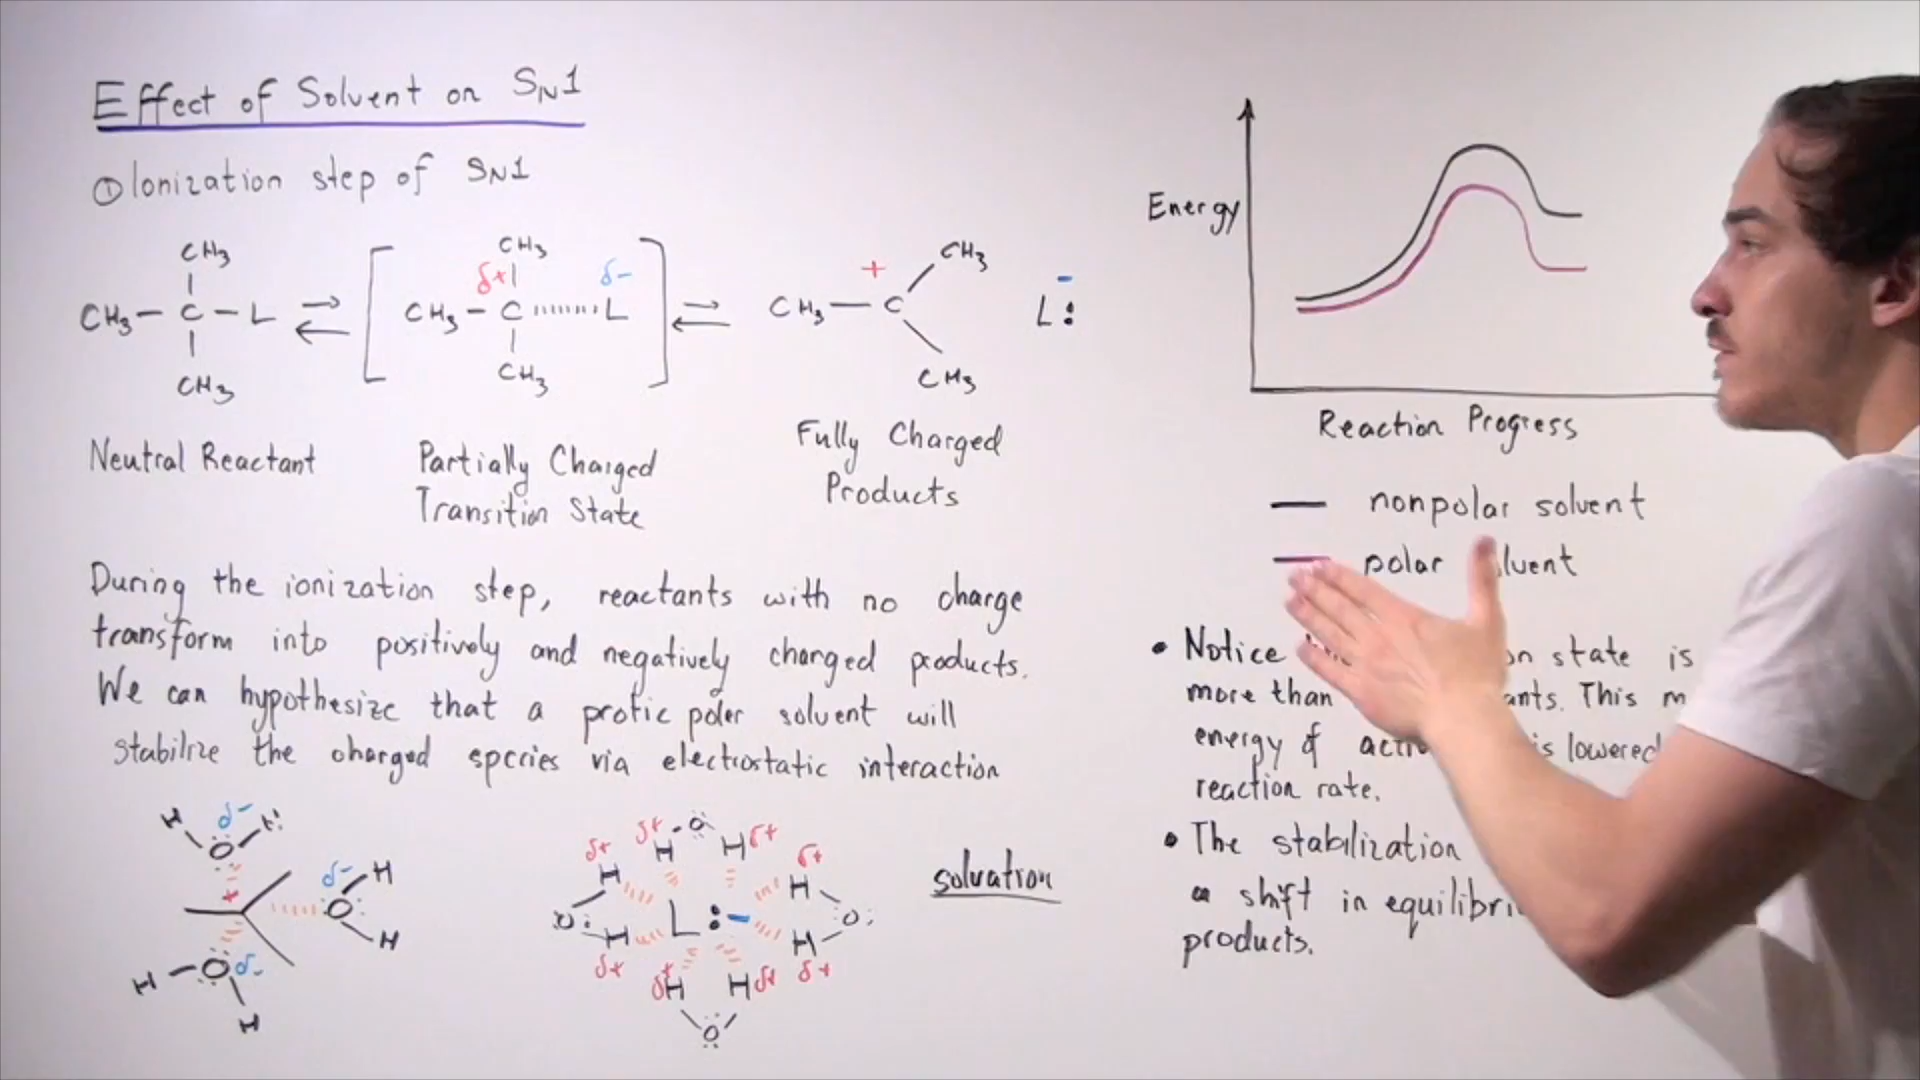 Effect of Solvent on SN1
① Ionization step of SN1
CH3
CH3 — C — L
CH3
CH3
δ+ δ-
CH3 — C L
CH3
+
CH3
CH3 — C
CH3
-
L:
Neutral Reactant
Partially Charged
Transition State
Fully Charged
Products
During the ionization step, reactants with no charge
transform into positively and negatively charged products.
We can hypothesize that a protic polar solvent will
stabilize the charged species via electrostatic interaction
H δ- H
O
+
δ- H
O
H
H O δ-
H
δ+ H O H δ+
δ+ H H δ+
O L: - O
H H
δ+ δ+
δ+ H H δ+
O
solvation
Energy
Reaction Progress
nonpolar solvent
polar
• Notice state is
more than This
energy of is lowered
reaction rate.
• The stabilization
a shift in
products.